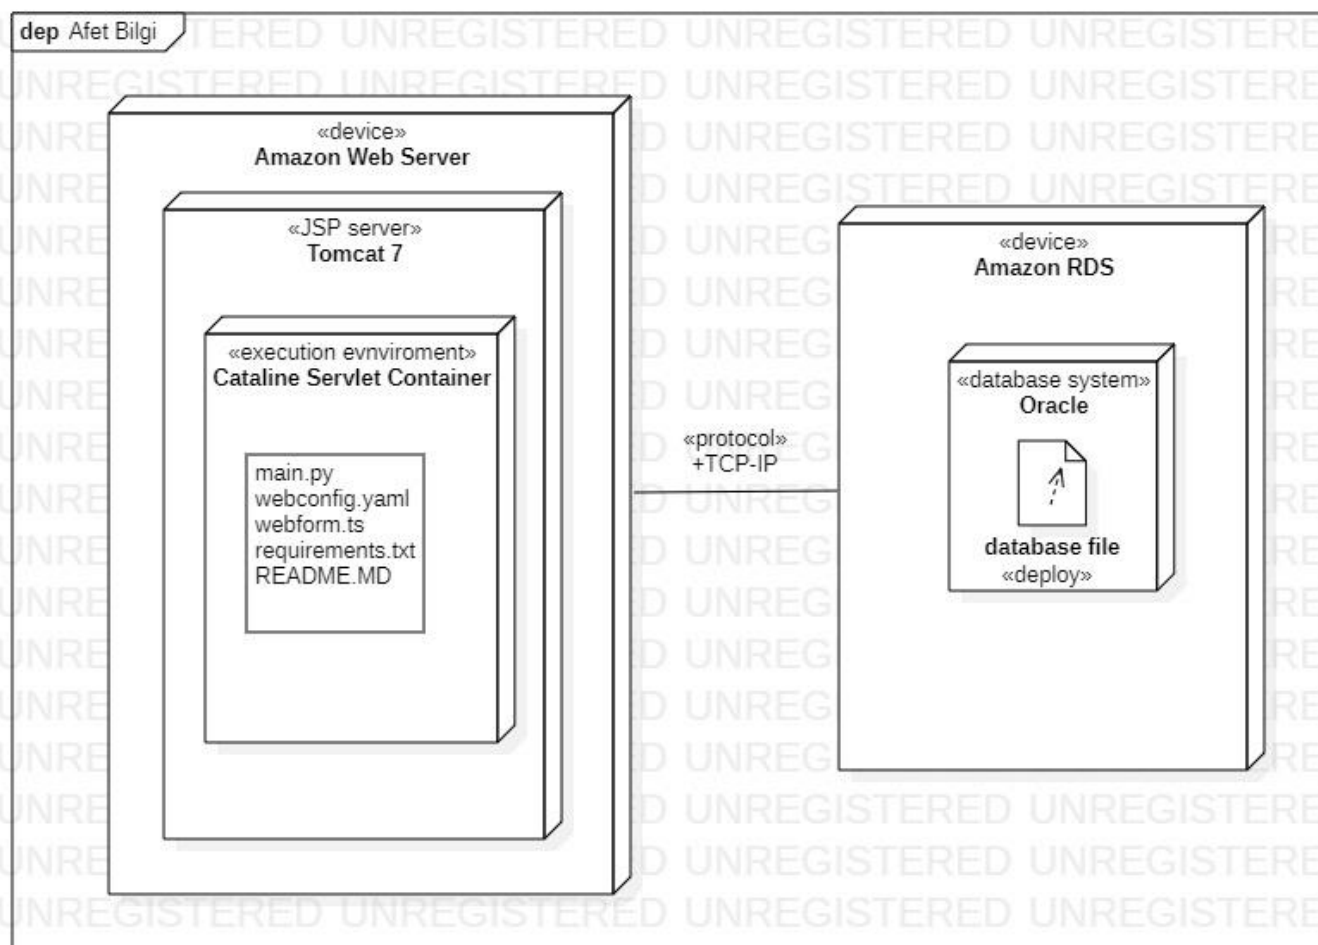 dep Afet Bilgi
«device»
Amazon Web Server
«JSP server»
Tomcat 7
«execution evnviroment»
Cataline Servlet Container
main.py
webconfig.yaml
webform.ts
requirements.txt
README.MD
«protocol»
+TCP-IP
«device»
Amazon RDS
«database system»
Oracle
database file
«deploy»
UNREGISTERED